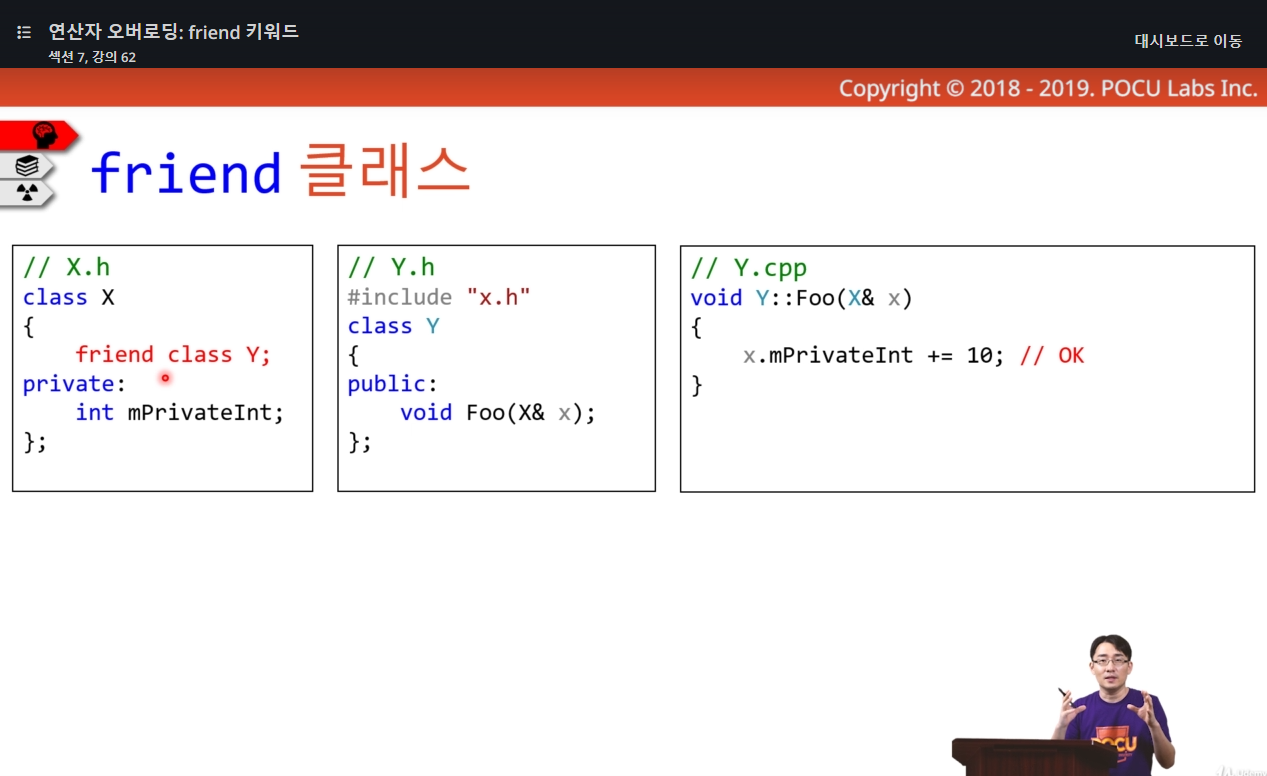 연산자 오버로딩: friend 키워드
섹션 7, 강의 62
대시보드로 이동
Copyright © 2018 - 2019. POCU Labs Inc.
friend 클래스
// X.h
class X
{
friend class Y;
private:
int mPrivateInt;
};
// Y.h
#include "x.h"
class Y
{
public:
void Foo(X& x);
};
// Y.cpp
void Y::Foo(X& x)
{
x.mPrivateInt += 10; // OK
}
POCU